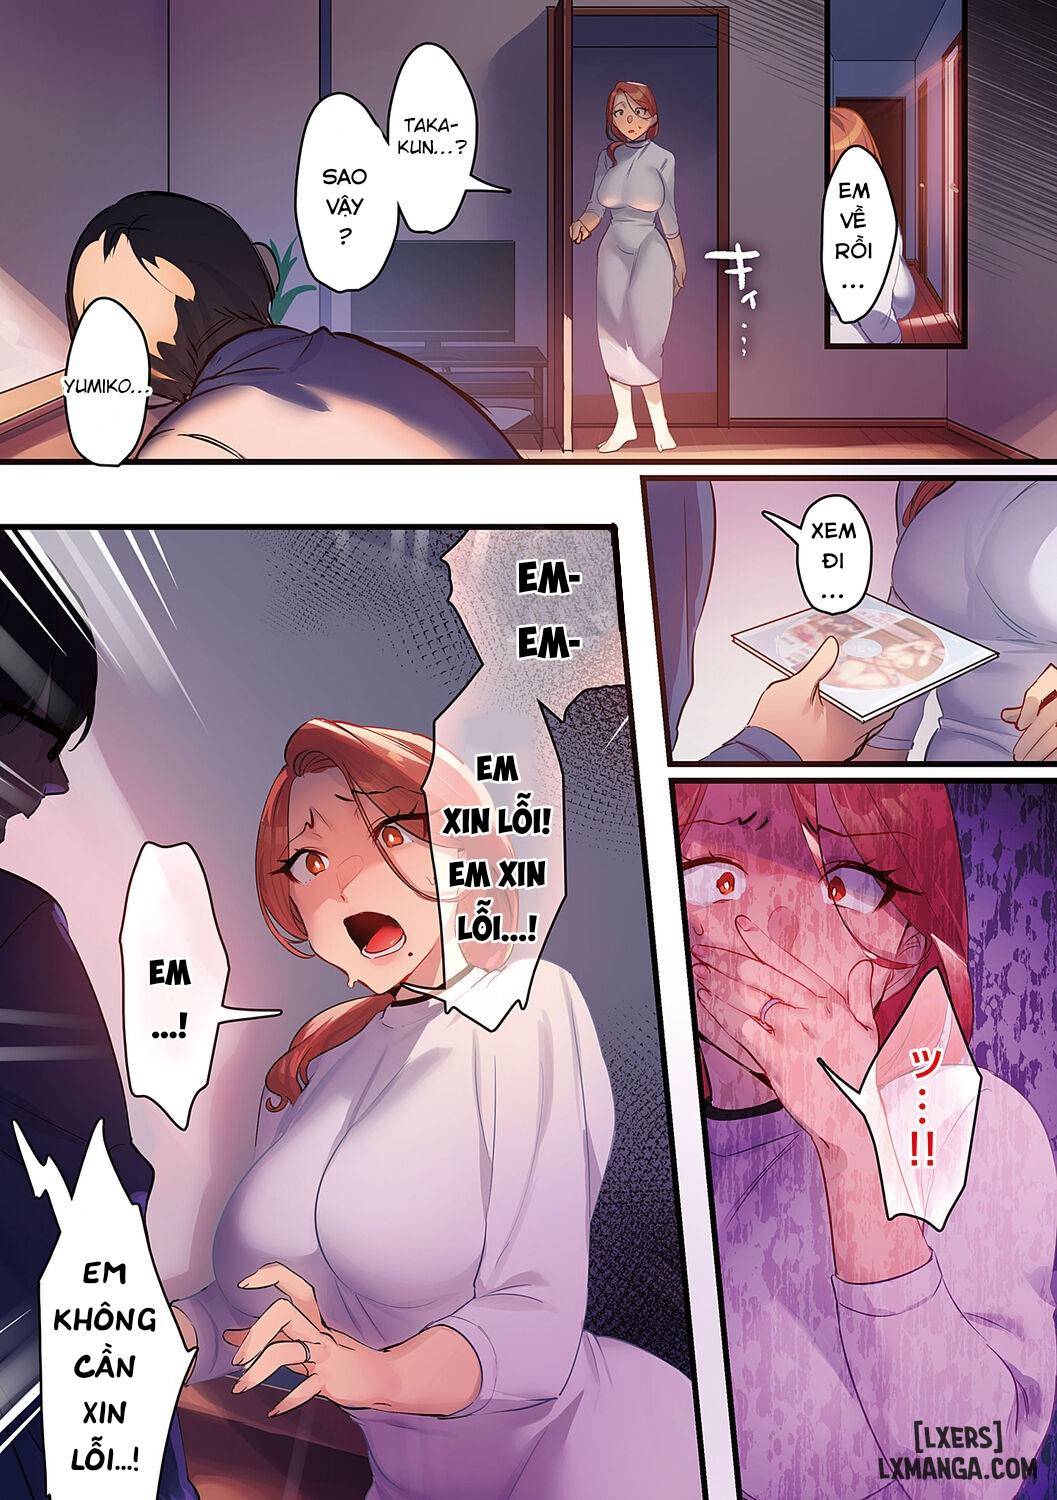 EM
VỀ
RỒI
...
TAKA-
KUN...?
SAO
VẬY
?
キィ…
YUMIKO...
XEM
ĐI
...
ツ…!!
EM-
EM-
EM
XIN LỖI!
EM XIN
LỖI...!
EM
...!
EM
KHÔNG
CẦN
XIN
LỖI...!
[LXERS]
LXMANGA.COM